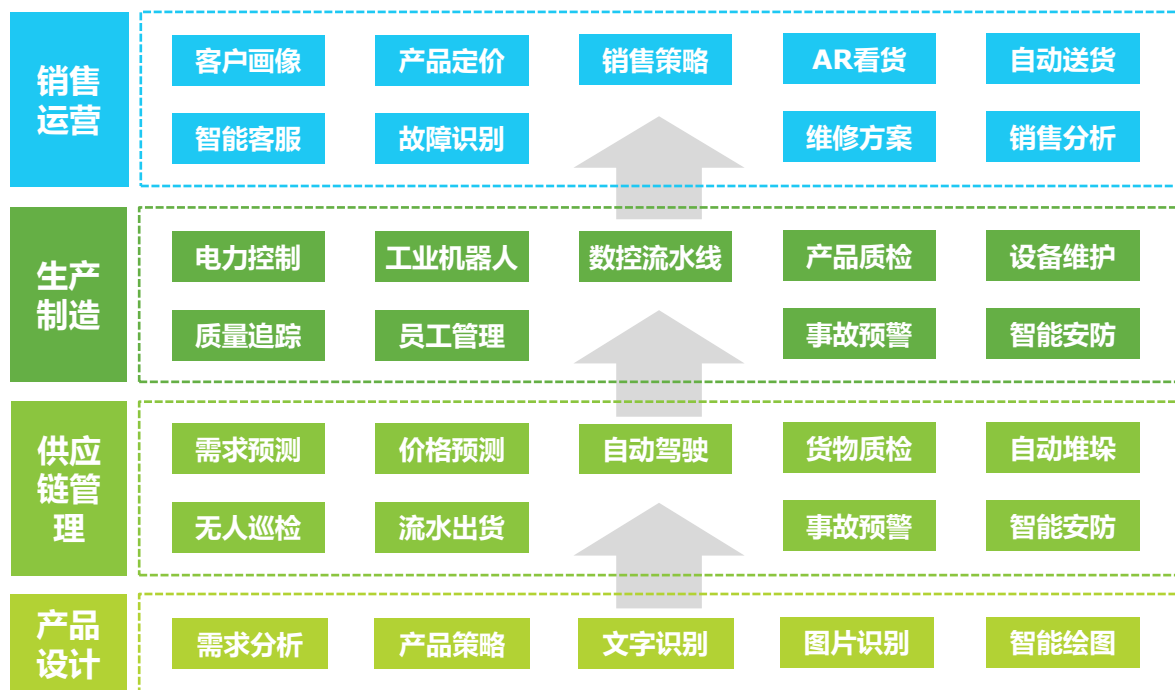 销售
运营
客户画像
产品定价
销售策略
AR看货
自动送货
智能客服
故障识别
维修方案
销售分析
生产
制造
电力控制
工业机器人
数控流水线
产品质检
设备维护
质量追踪
员工管理
事故预警
智能安防
供应
链管
理
需求预测
价格预测
自动驾驶
货物质检
自动堆垛
无人巡检
流水出货
事故预警
智能安防
产品
设计
需求分析
产品策略
文字识别
图片识别
智能绘图